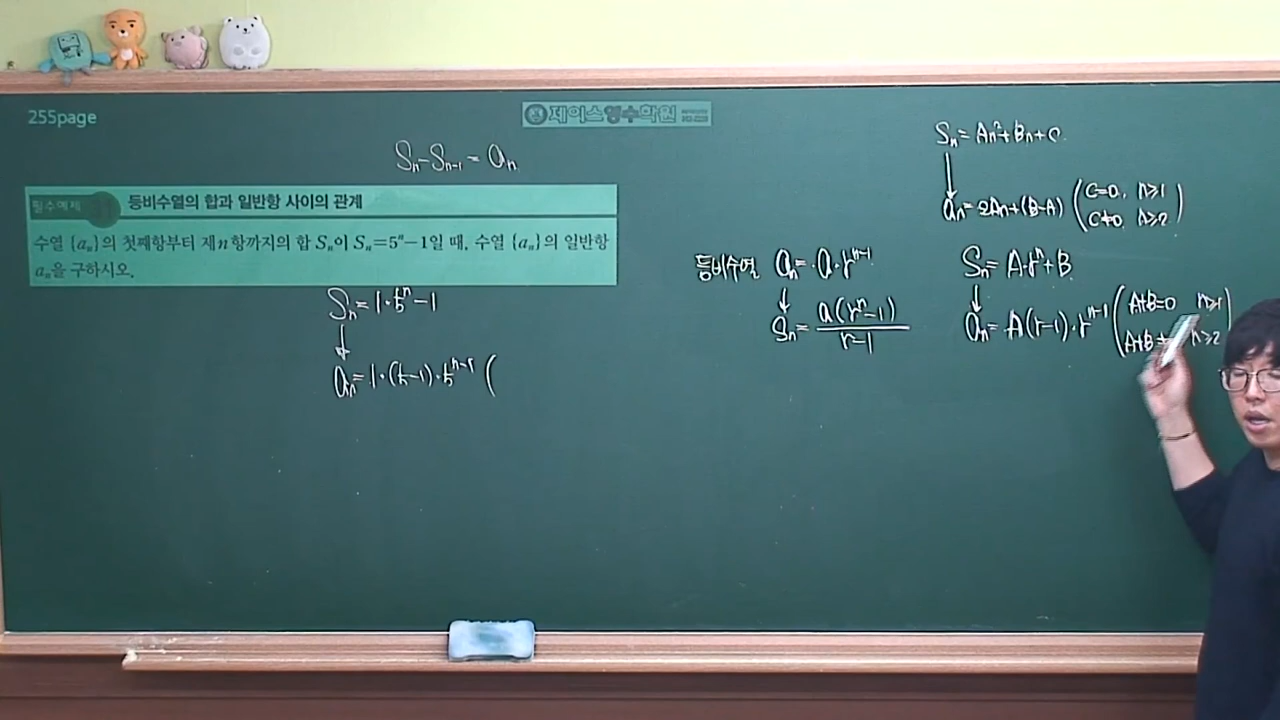 255page
제이스영수학원
Sₙ-Sₙ₋₁=aₙ
필수예제
등비수열의 합과 일반항 사이의 관계
수열 {aₙ}의 첫째항부터 제n항까지의 합 Sₙ이 Sₙ=5ⁿ-1일 때, 수열 {aₙ}의 일반항
aₙ을 구하시오.
Sₙ=1·5ⁿ-1
↓
aₙ=1·(5-1)·5ⁿ⁻¹ (
Sₙ=An²+Bn+C
↓
aₙ=2An+(B-A) (C=0, n≥1
C≠0, n≥2)
등비수열 aₙ=a·rⁿ⁻¹
↓
Sₙ=a(rⁿ-1)/r-1
Sₙ=A·rⁿ+B
↓
aₙ=A(r-1)·rⁿ⁻¹ (A+B=0 n≥1
A+B n≥2